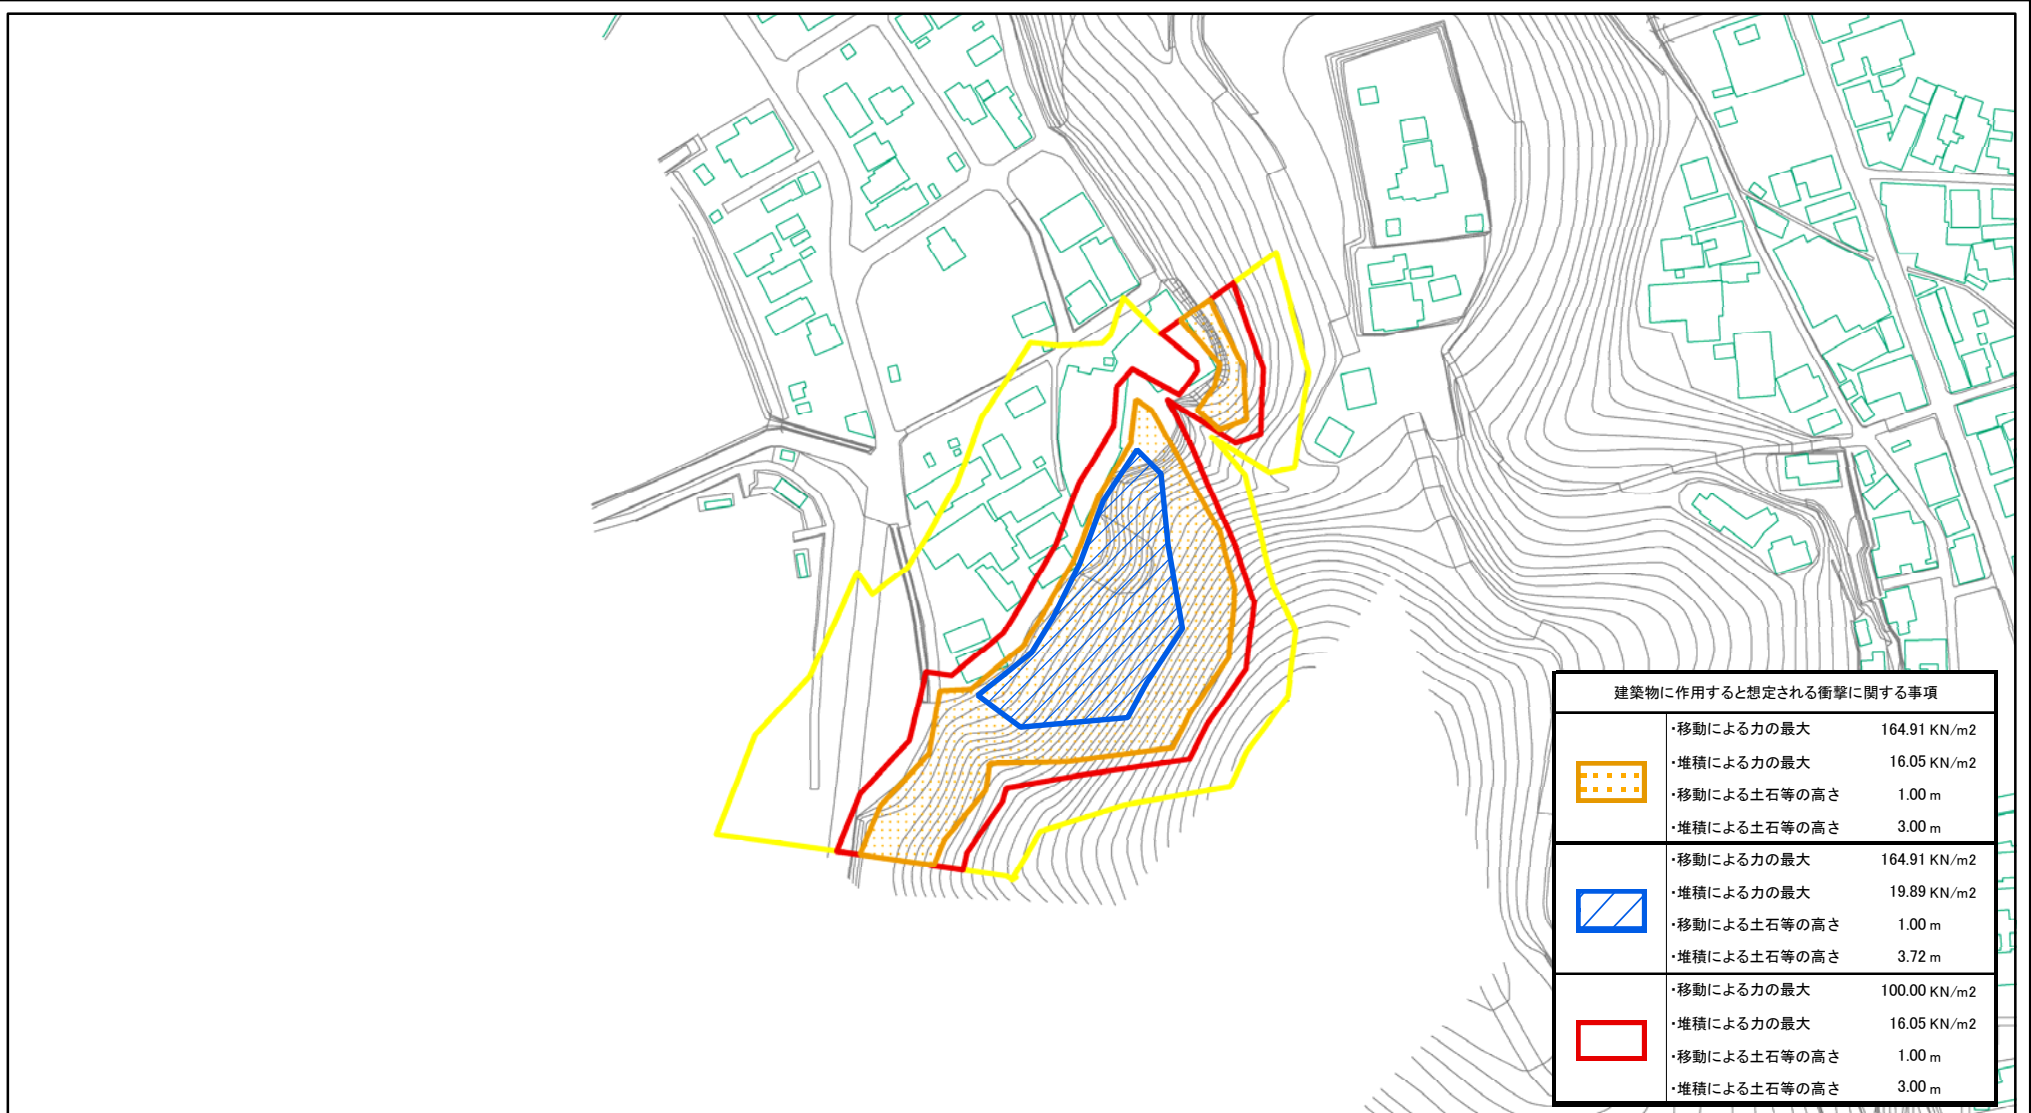 建築物に作用すると想定される衝撃に関する事項
・移動による力の最大 164.91 KN/m2
・堆積による力の最大 16.05 KN/m2
・移動による土石等の高さ 1.00 m
・堆積による土石等の高さ 3.00 m
・移動による力の最大 164.91 KN/m2
・堆積による力の最大 19.89 KN/m2
・移動による土石等の高さ 1.00 m
・堆積による土石等の高さ 3.72 m
・移動による力の最大 100.00 KN/m2
・堆積による力の最大 16.05 KN/m2
・移動による土石等の高さ 1.00 m
・堆積による土石等の高さ 3.00 m